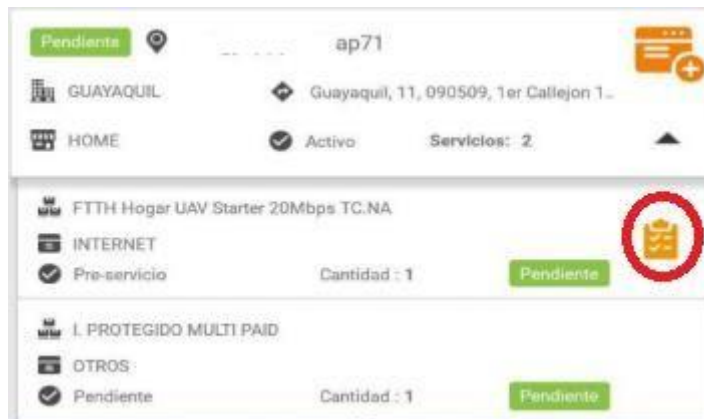 Pendiente ap71
GUAYAQUIL Guayaquil, 11, 090509, 1er Callejon 1...
HOME Activo Servicios: 2
FTTH Hogar UAV Starter 20Mbps TC.NA
INTERNET
Pre-servicio Cantidad : 1 Pendiente
I. PROTEGIDO MULTI PAID
OTROS
Pendiente Cantidad : 1 Pendiente